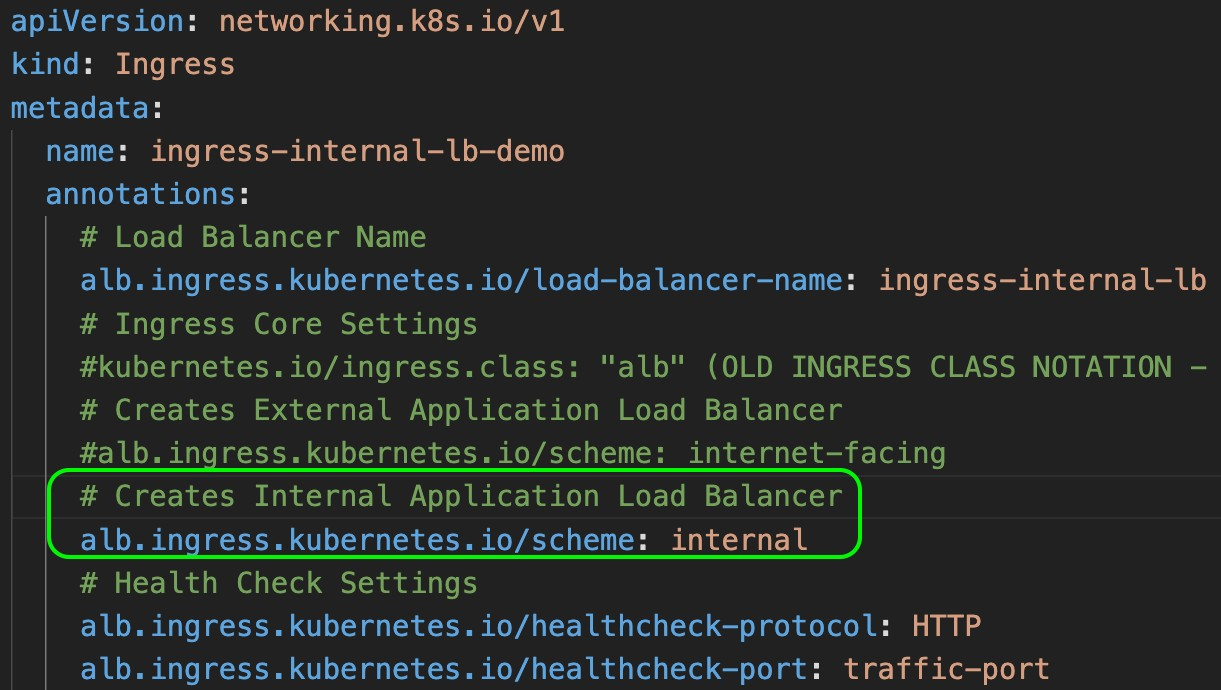 apiVersion: networking.k8s.io/v1
kind: Ingress
metadata:
  name: ingress-internal-lb-demo
  annotations:
    # Load Balancer Name
    alb.ingress.kubernetes.io/load-balancer-name: ingress-internal-lb
    # Ingress Core Settings
    #kubernetes.io/ingress.class: "alb" (OLD INGRESS CLASS NOTATION -
    # Creates External Application Load Balancer
    #alb.ingress.kubernetes.io/scheme: internet-facing
    # Creates Internal Application Load Balancer
    alb.ingress.kubernetes.io/scheme: internal
    # Health Check Settings
    alb.ingress.kubernetes.io/healthcheck-protocol: HTTP
    alb.ingress.kubernetes.io/healthcheck-port: traffic-port